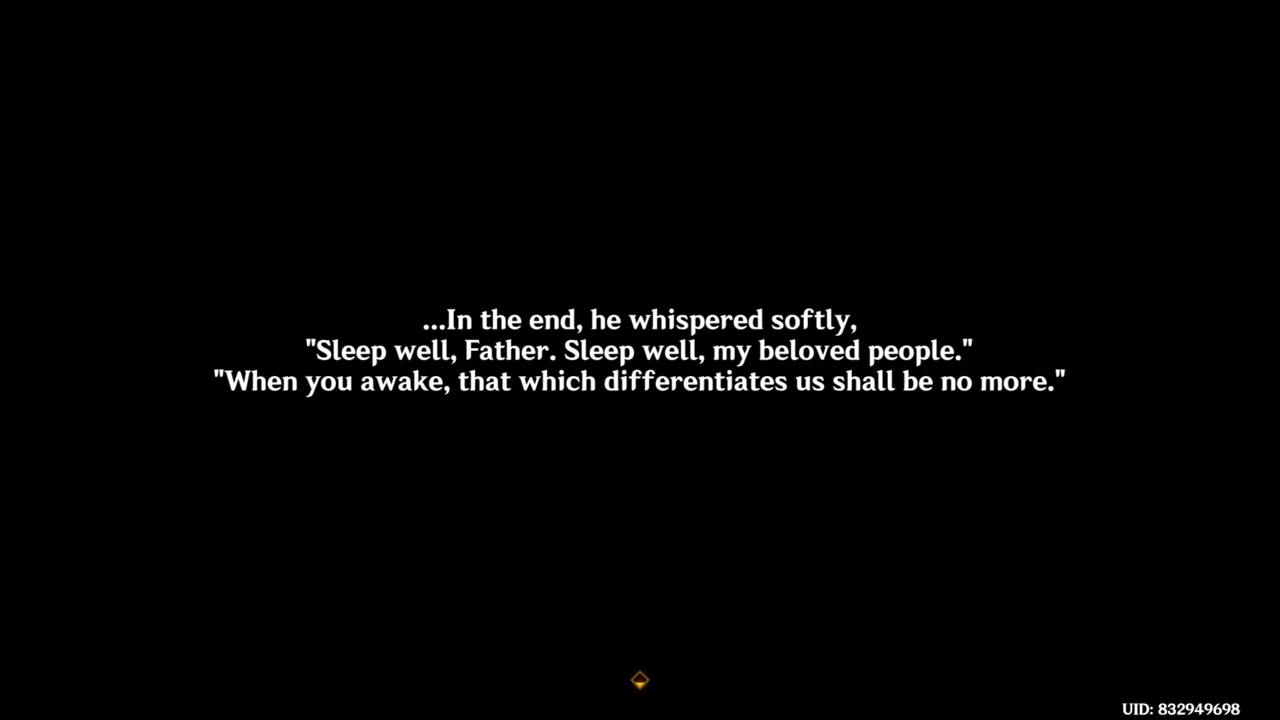 ...In the end, he whispered softly,
"Sleep well, Father. Sleep well, my beloved people."
"When you awake, that which differentiates us shall be no more."
UID: 832949698